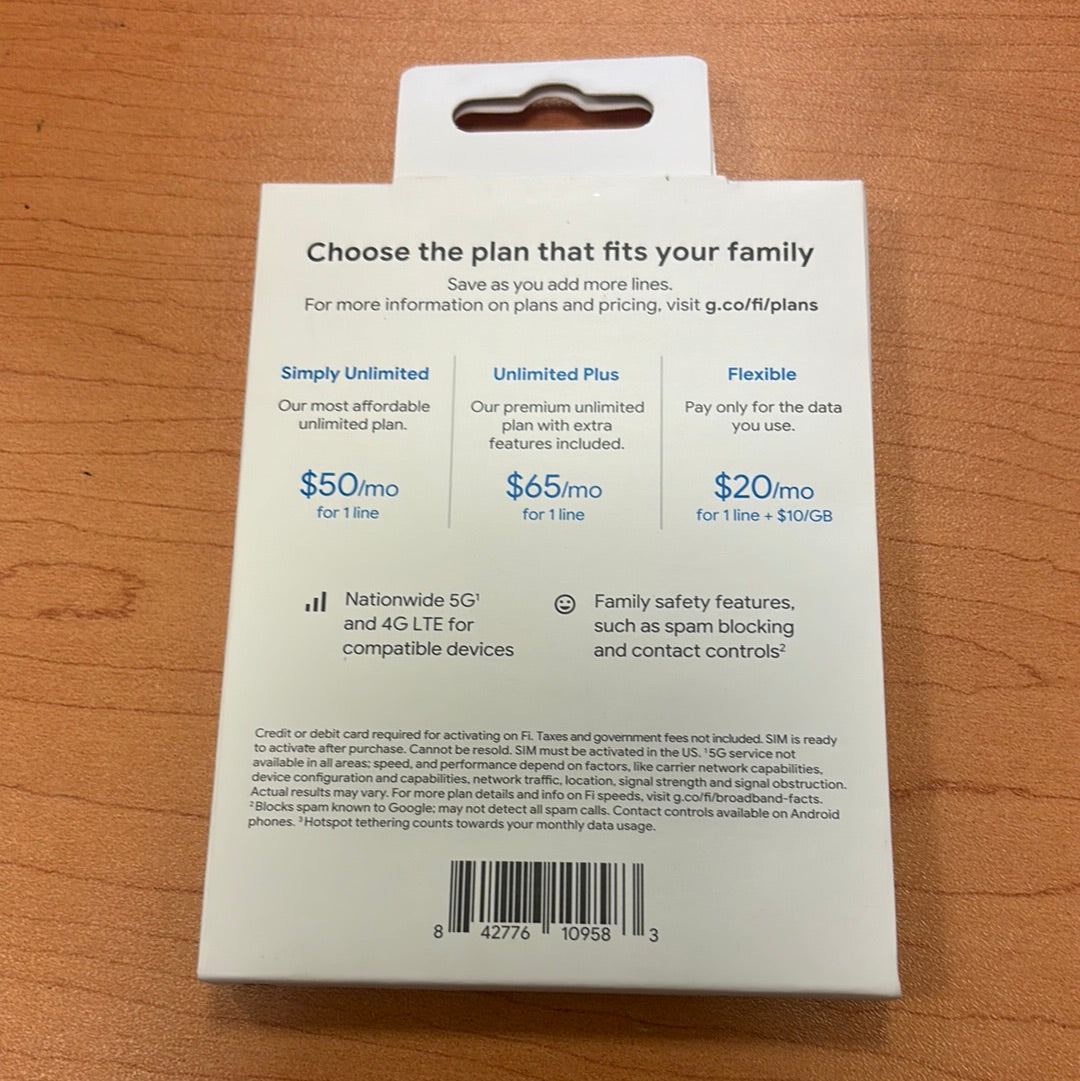 Choose the plan that fits your family
Save as you add more lines.
For more information on plans and pricing, visit g.co/fi/plans
Simply Unlimited
Our most affordable
unlimited plan.
$50/mo
for 1 line
Unlimited Plus
Our premium unlimited
plan with extra
features included.
$65/mo
for 1 line
Flexible
Pay only for the data
you use.
$20/mo
for 1 line + $10/GB
Nationwide 5G¹
and 4G LTE for
compatible devices
Family safety features,
such as spam blocking
and contact controls²
Credit or debit card required for activating on Fi. Taxes and government fees not included. SIM is ready
to activate after purchase. Cannot be resold. SIM must be activated in the US. ¹5G service not
available in all areas; speed, and performance depend on factors, like carrier network capabilities,
device configuration and capabilities, network traffic, location, signal strength and signal obstruction.
Actual results may vary. For more plan details and info on Fi speeds, visit g.co/fi/broadband-facts.
²Blocks spam known to Google; may not detect all spam calls. Contact controls available on Android
phones. ³Hotspot tethering counts towards your monthly data usage.
8 42776 10958 3